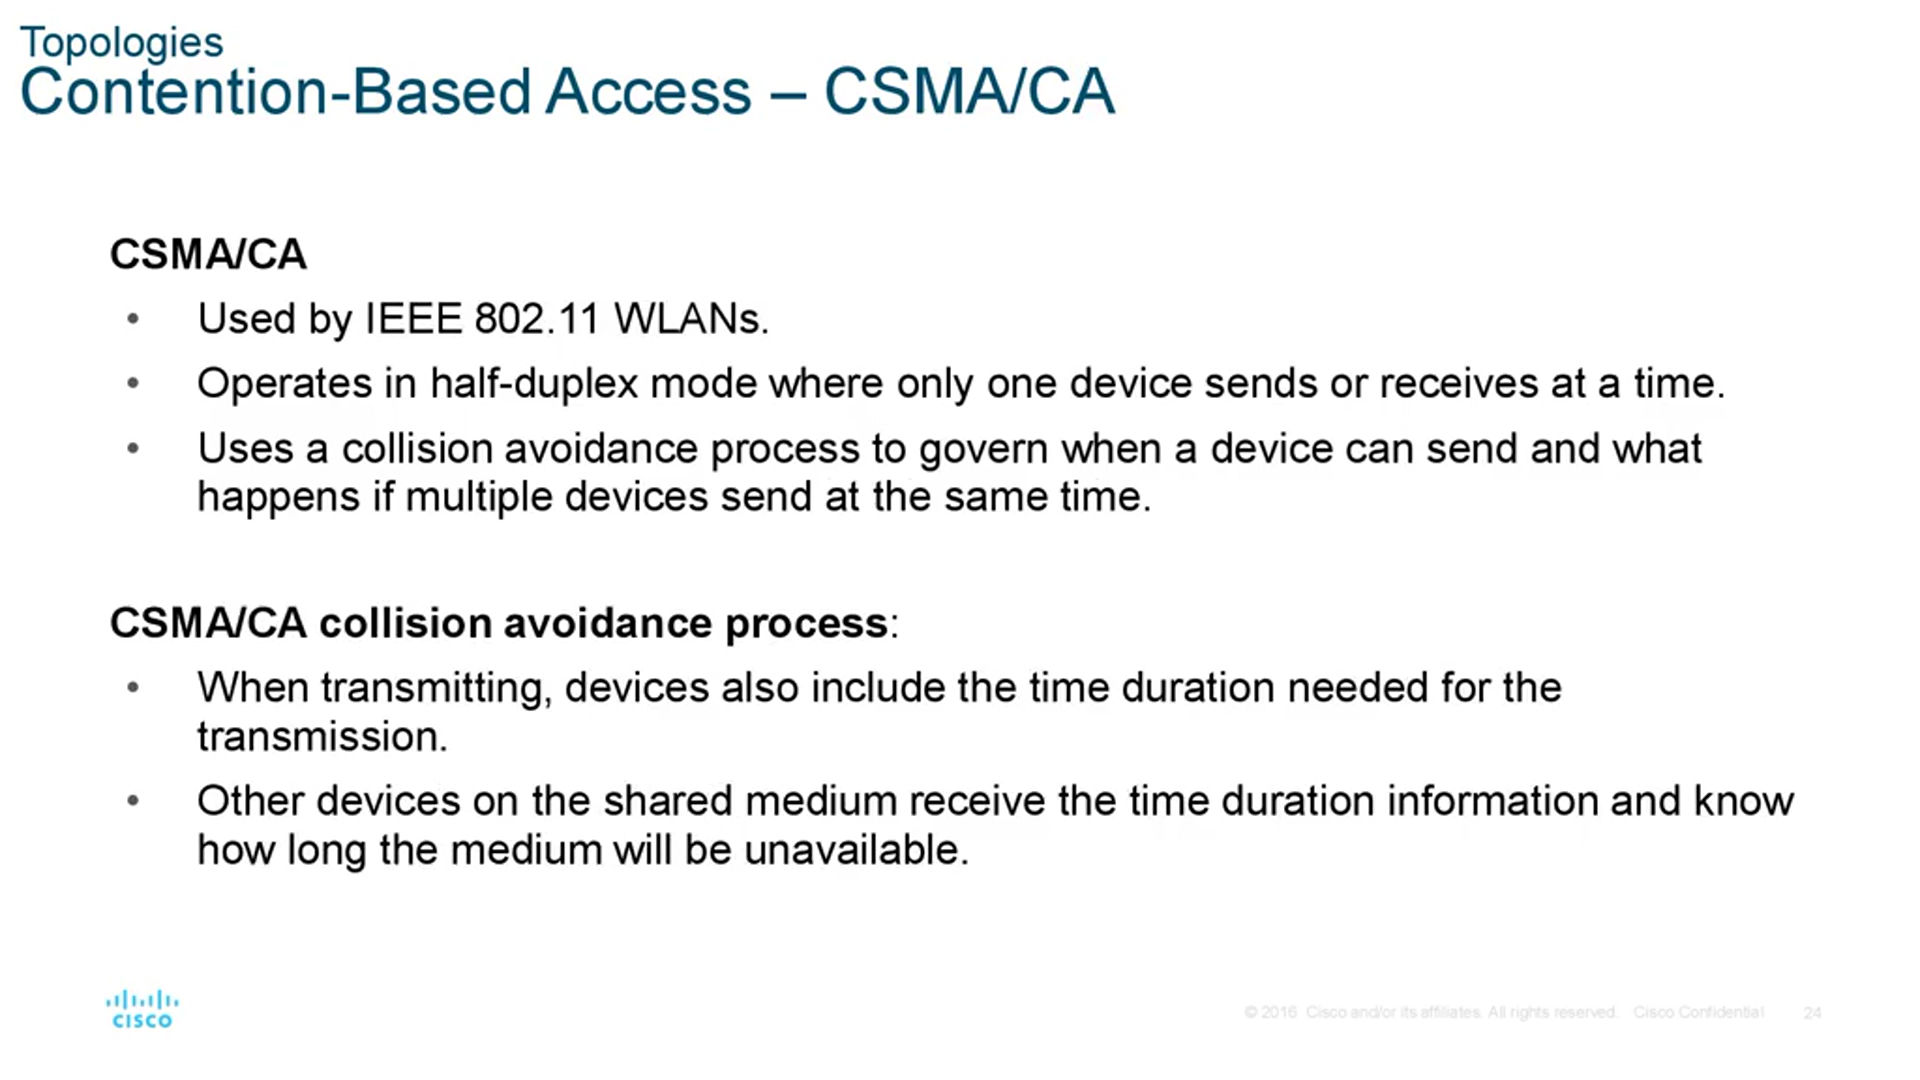 Topologies
Contention-Based Access – CSMA/CA
CSMA/CA
• Used by IEEE 802.11 WLANs.
• Operates in half-duplex mode where only one device sends or receives at a time.
• Uses a collision avoidance process to govern when a device can send and what
happens if multiple devices send at the same time.
CSMA/CA collision avoidance process:
• When transmitting, devices also include the time duration needed for the
transmission.
• Other devices on the shared medium receive the time duration information and know
how long the medium will be unavailable.
CISCO
© 2016 Cisco and/or its affiliates. All rights reserved. Cisco Confidential 24